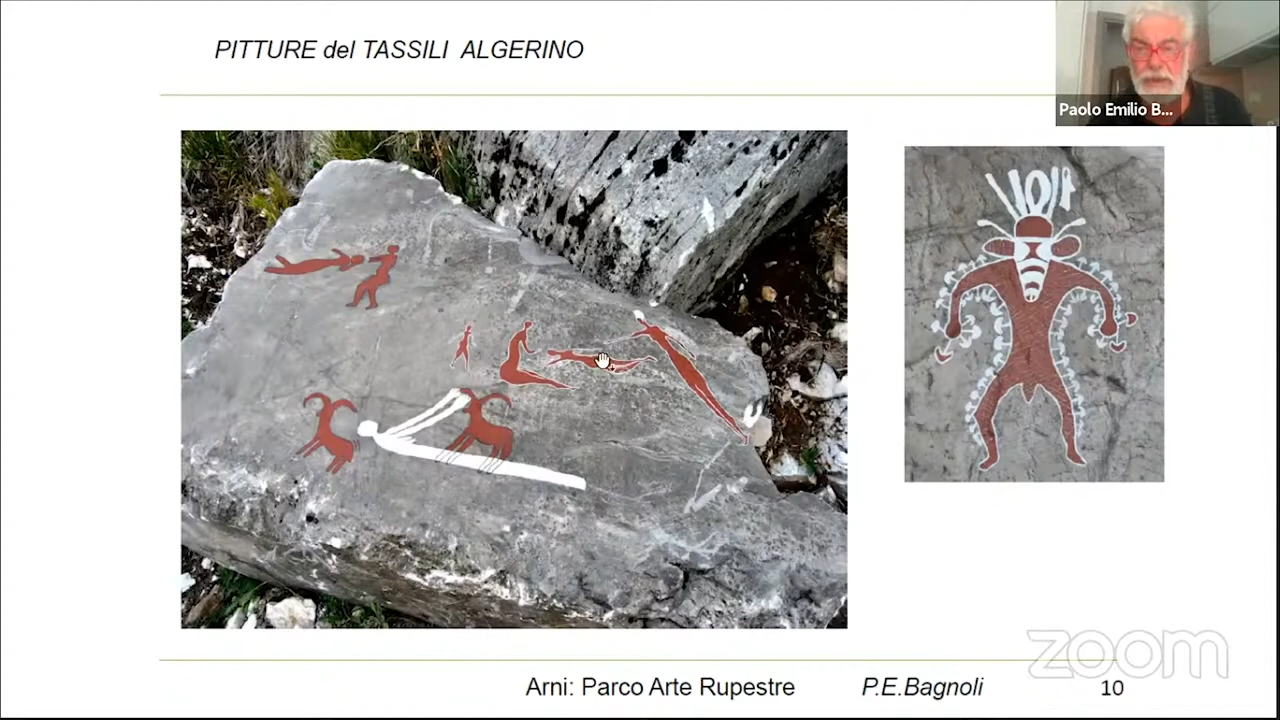 PITTURE del TASSILI ALGERINO
Paolo Emilio B...
zoom
Arni: Parco Arte Rupestre P.E.Bagnoli 10